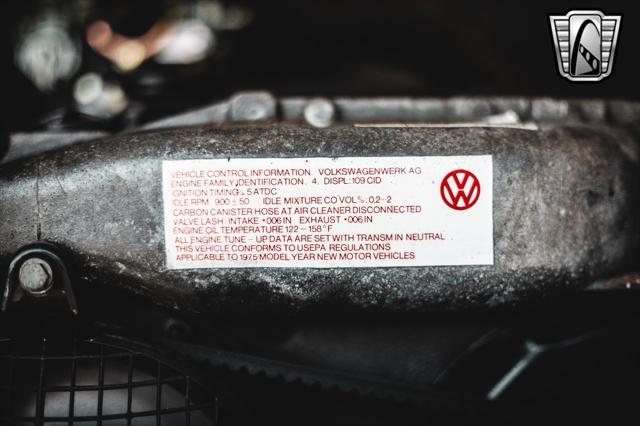 VEHICLE CONTROL INFORMATION VOLKSWAGENWERK AG
ENGINE FAMILY IDENTIFICATION. 4, DISPL: 109 CID
IGNITION TIMING: 5 ATDC
IDLE RPM 900 ± 50 IDLE MIXTURE CO VOL%: 0,2-2
CARBON CANISTER HOSE AT AIR CLEANER DISCONNECTED
VALVE LASH: INTAKE •006 IN EXHAUST •006 IN
ENGINE OIL TEMPERATURE 122 - 158° F
ALL ENGINE TUNE - UP DATA ARE SET WITH TRANSM IN NEUTRAL
THIS VEHICLE CONFORMS TO USEPA REGULATIONS
APPLICABLE TO 1975 MODEL YEAR NEW MOTOR VEHICLES
VW